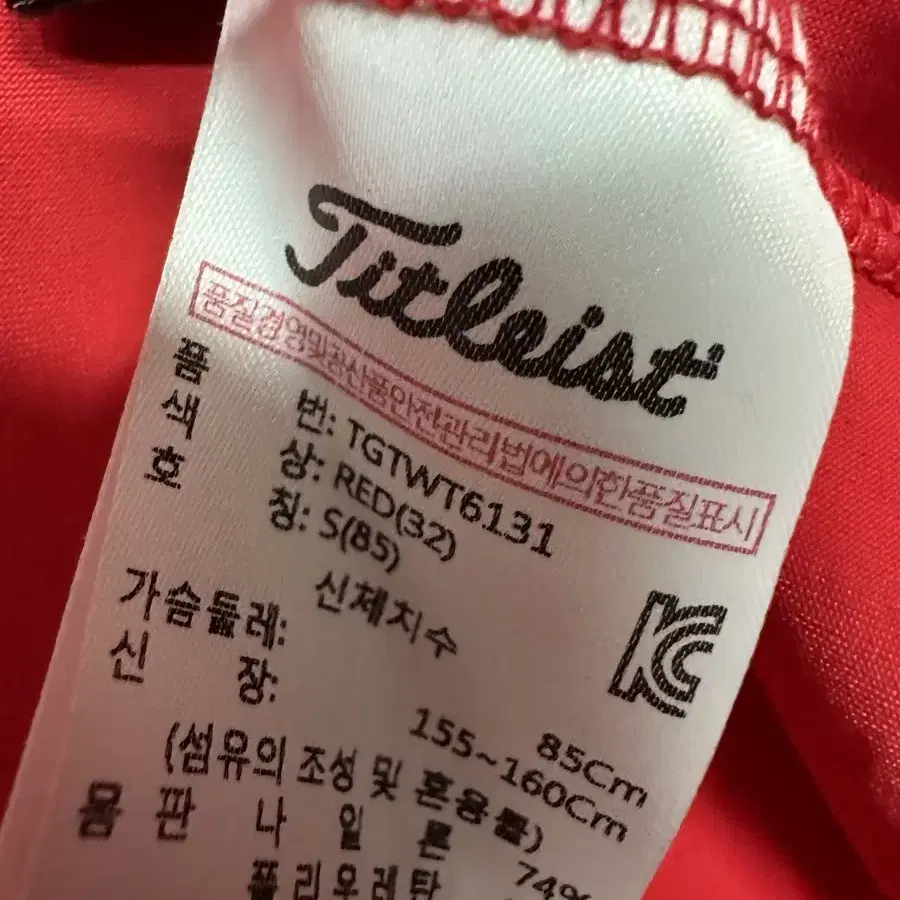 Titleist
품질경영및공산품안전관리법에의한품질표시
품 번: TGTWT6131
색 상: RED(32)
호 칭: S(85)
신체치수
가슴둘레: 85Cm
신 장: 155~160Cm
(섬유의 조성 및 혼용률)
몸 판 나 일 론 74%
폴리우레탄